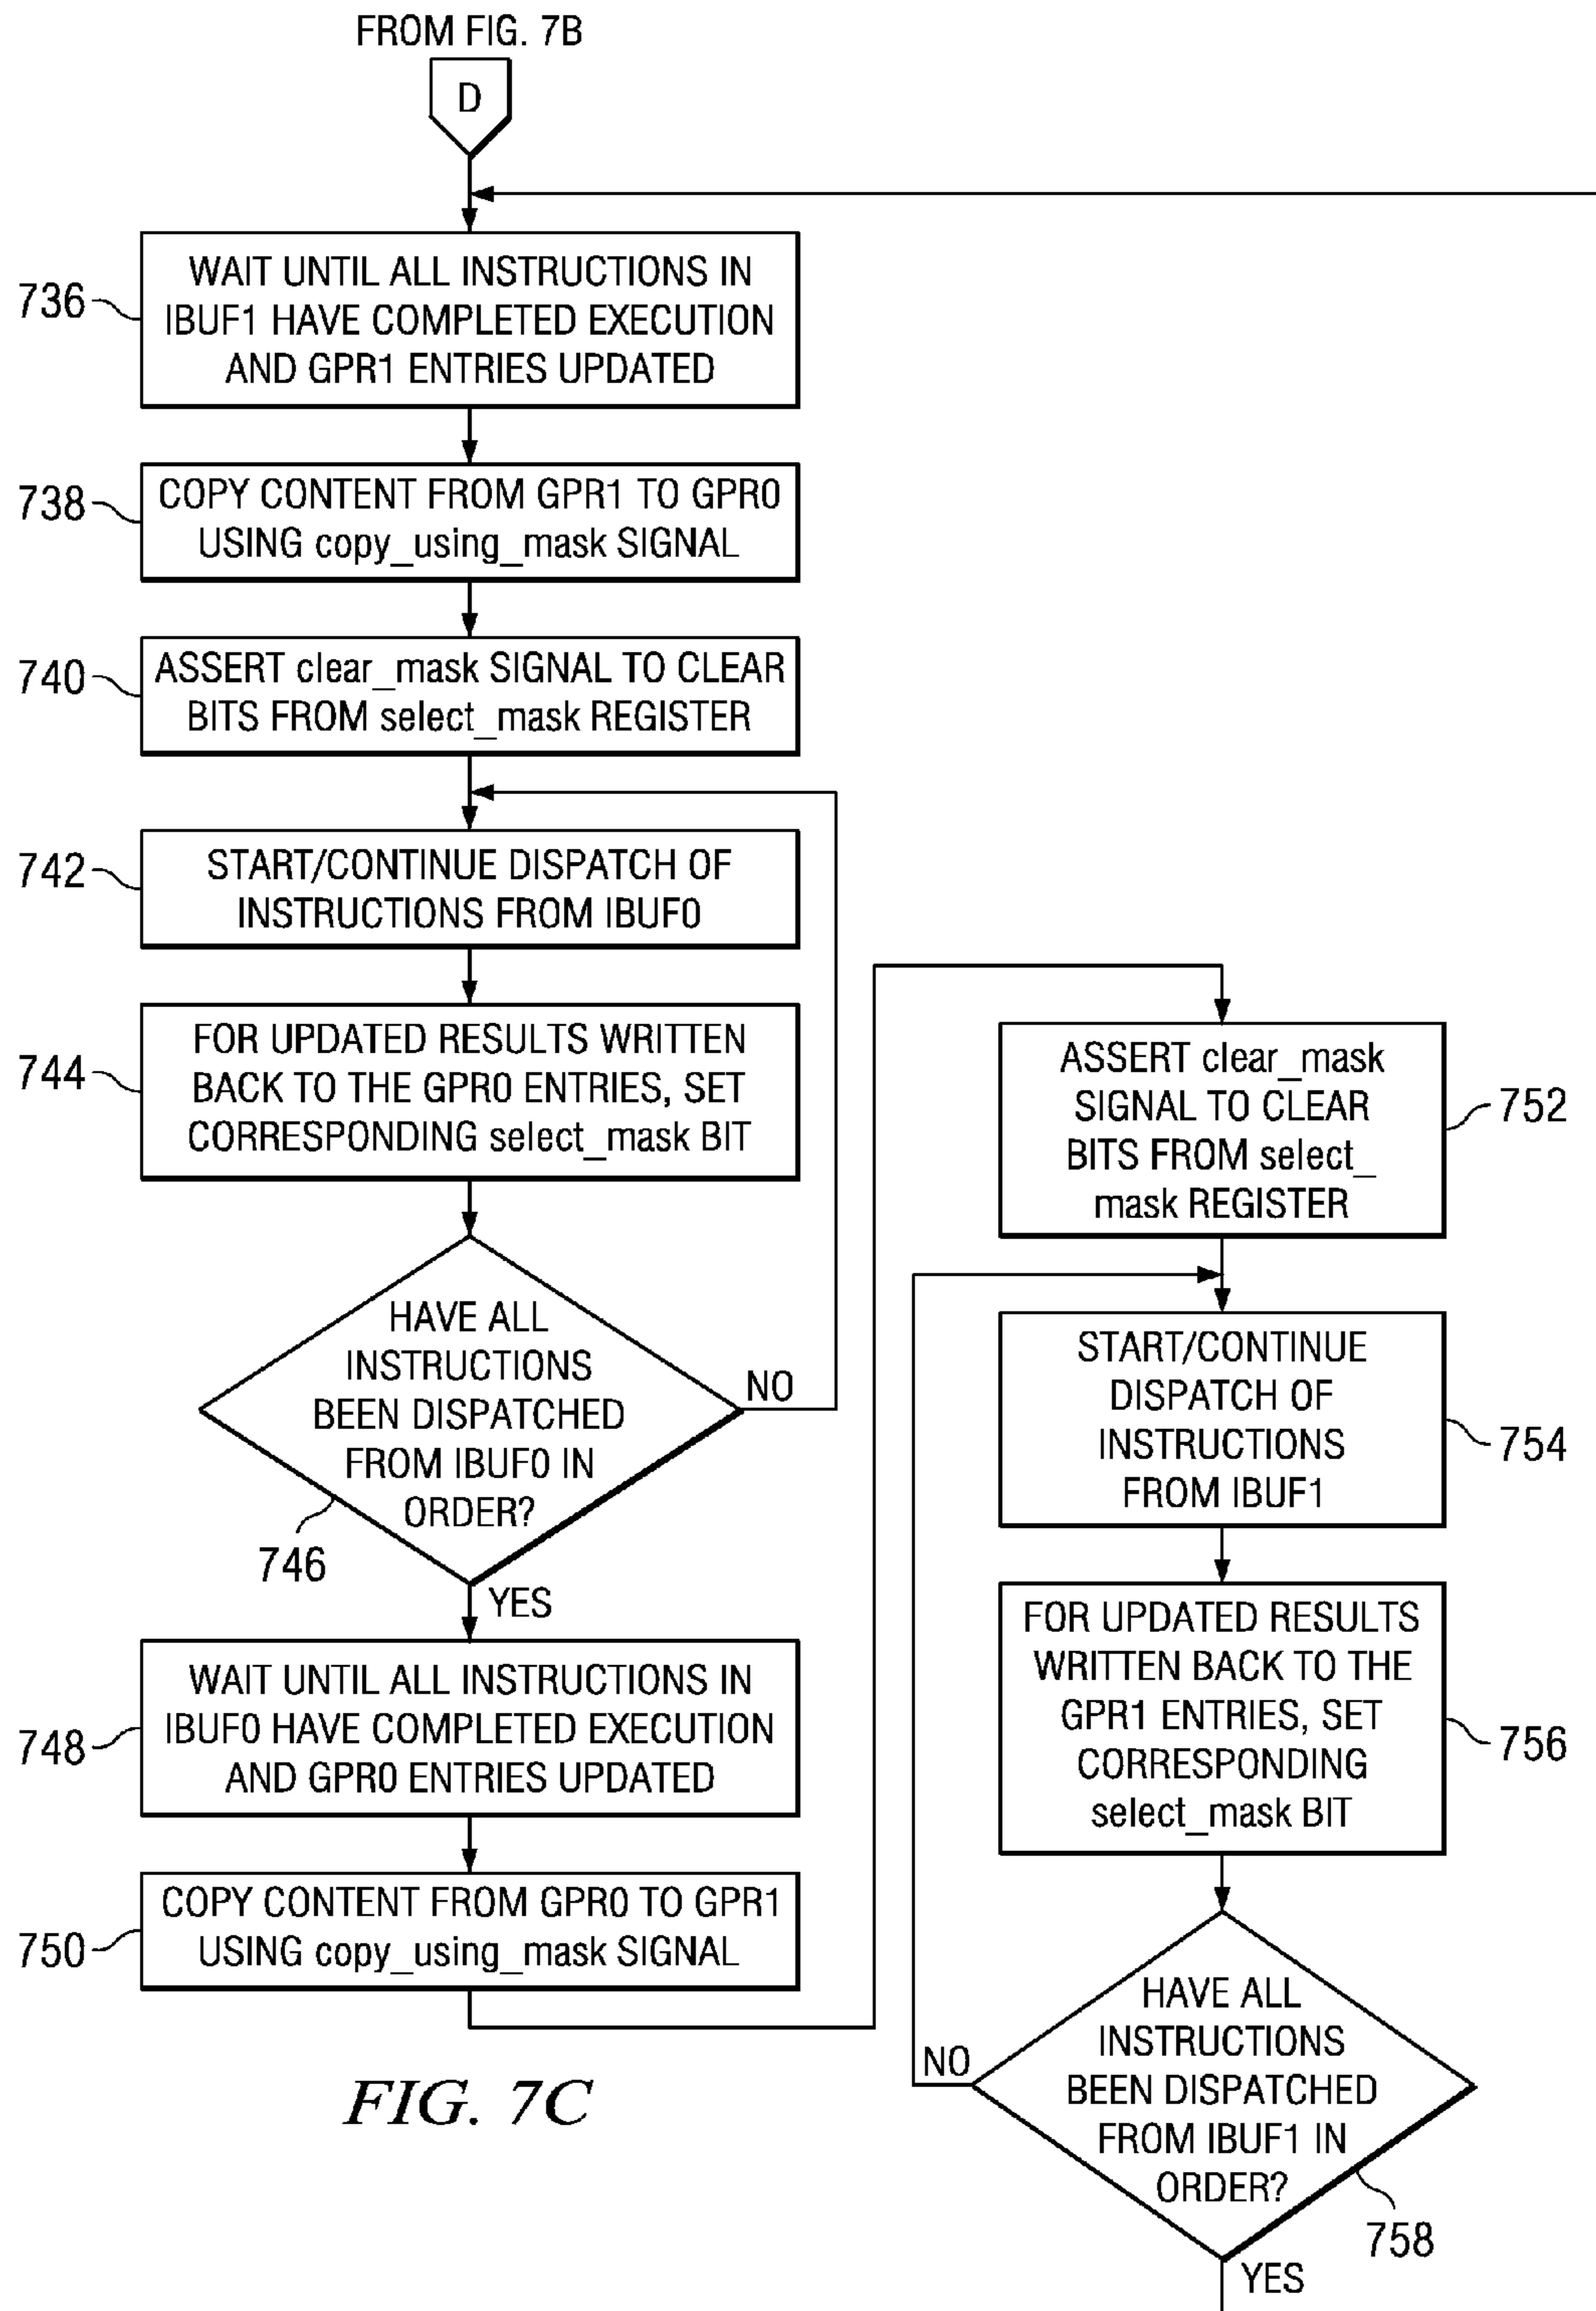 FROM FIG. 7B
D
736
WAIT UNTIL ALL INSTRUCTIONS IN
IBUF1 HAVE COMPLETED EXECUTION
AND GPR1 ENTRIES UPDATED
738
COPY CONTENT FROM GPR1 TO GPR0
USING copy_using_mask SIGNAL
740
ASSERT clear_mask SIGNAL TO CLEAR
BITS FROM select_mask REGISTER
742
START/CONTINUE DISPATCH OF
INSTRUCTIONS FROM IBUF0
744
FOR UPDATED RESULTS WRITTEN
BACK TO THE GPR0 ENTRIES, SET
CORRESPONDING select_mask BIT
HAVE ALL
INSTRUCTIONS
BEEN DISPATCHED
FROM IBUF0 IN
ORDER?
NO
746
YES
748
WAIT UNTIL ALL INSTRUCTIONS IN
IBUF0 HAVE COMPLETED EXECUTION
AND GPR0 ENTRIES UPDATED
750
COPY CONTENT FROM GPR0 TO GPR1
USING copy_using_mask SIGNAL
ASSERT clear_mask
SIGNAL TO CLEAR
BITS FROM select_
mask REGISTER
752
START/CONTINUE
DISPATCH OF
INSTRUCTIONS
FROM IBUF1
754
FOR UPDATED RESULTS
WRITTEN BACK TO THE
GPR1 ENTRIES, SET
CORRESPONDING
select_mask BIT
756
HAVE ALL
INSTRUCTIONS
BEEN DISPATCHED
FROM IBUF1 IN
ORDER?
NO
758
YES
FIG. 7C